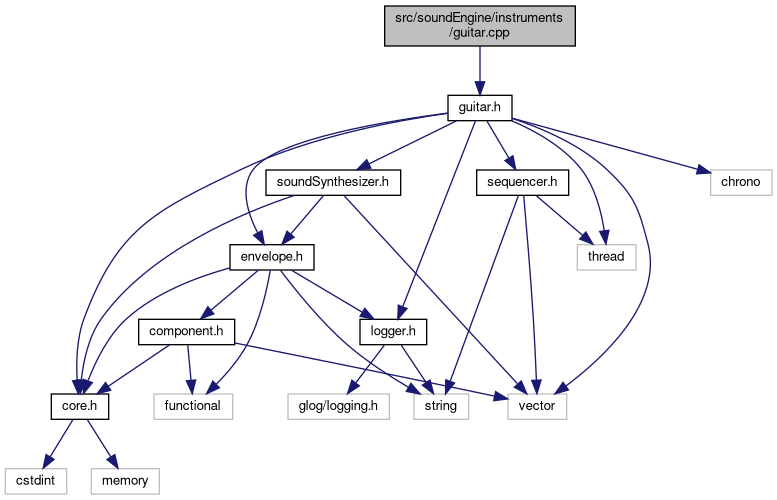 src/soundEngine/instruments
/guitar.cpp
guitar.h
soundSynthesizer.h
sequencer.h
chrono
envelope.h
thread
component.h
logger.h
core.h
functional
glog/logging.h
string
vector
cstdint
memory